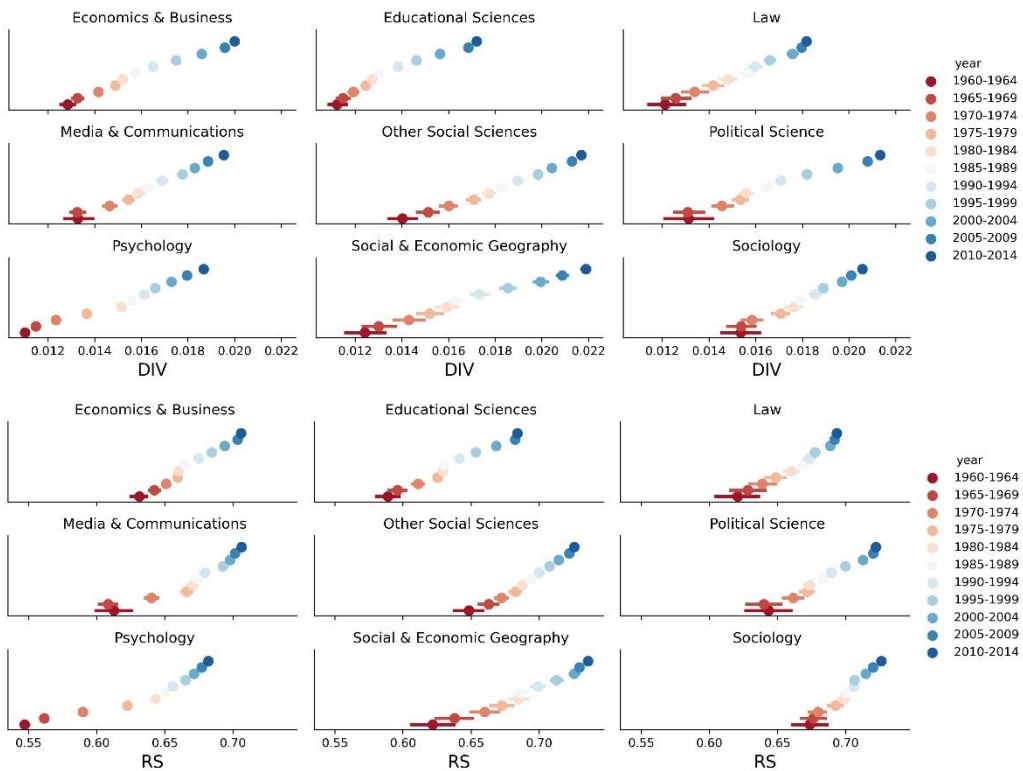 Economics & Business
Educational Sciences
Law
Media & Communications
Other Social Sciences
Political Science
Psychology
Social & Economic Geography
Sociology
0.012 0.014 0.016 0.018 0.020 0.022
0.012 0.014 0.016 0.018 0.020 0.022
0.012 0.014 0.016 0.018 0.020 0.022
DIV
DIV
DIV
year
1960-1964
1965-1969
1970-1974
1975-1979
1980-1984
1985-1989
1990-1994
1995-1999
2000-2004
2005-2009
2010-2014
Economics & Business
Educational Sciences
Law
Media & Communications
Other Social Sciences
Political Science
Psychology
Social & Economic Geography
Sociology
0.55 0.60 0.65 0.70
0.55 0.60 0.65 0.70
0.55 0.60 0.65 0.70
RS
RS
RS
year
1960-1964
1965-1969
1970-1974
1975-1979
1980-1984
1985-1989
1990-1994
1995-1999
2000-2004
2005-2009
2010-2014